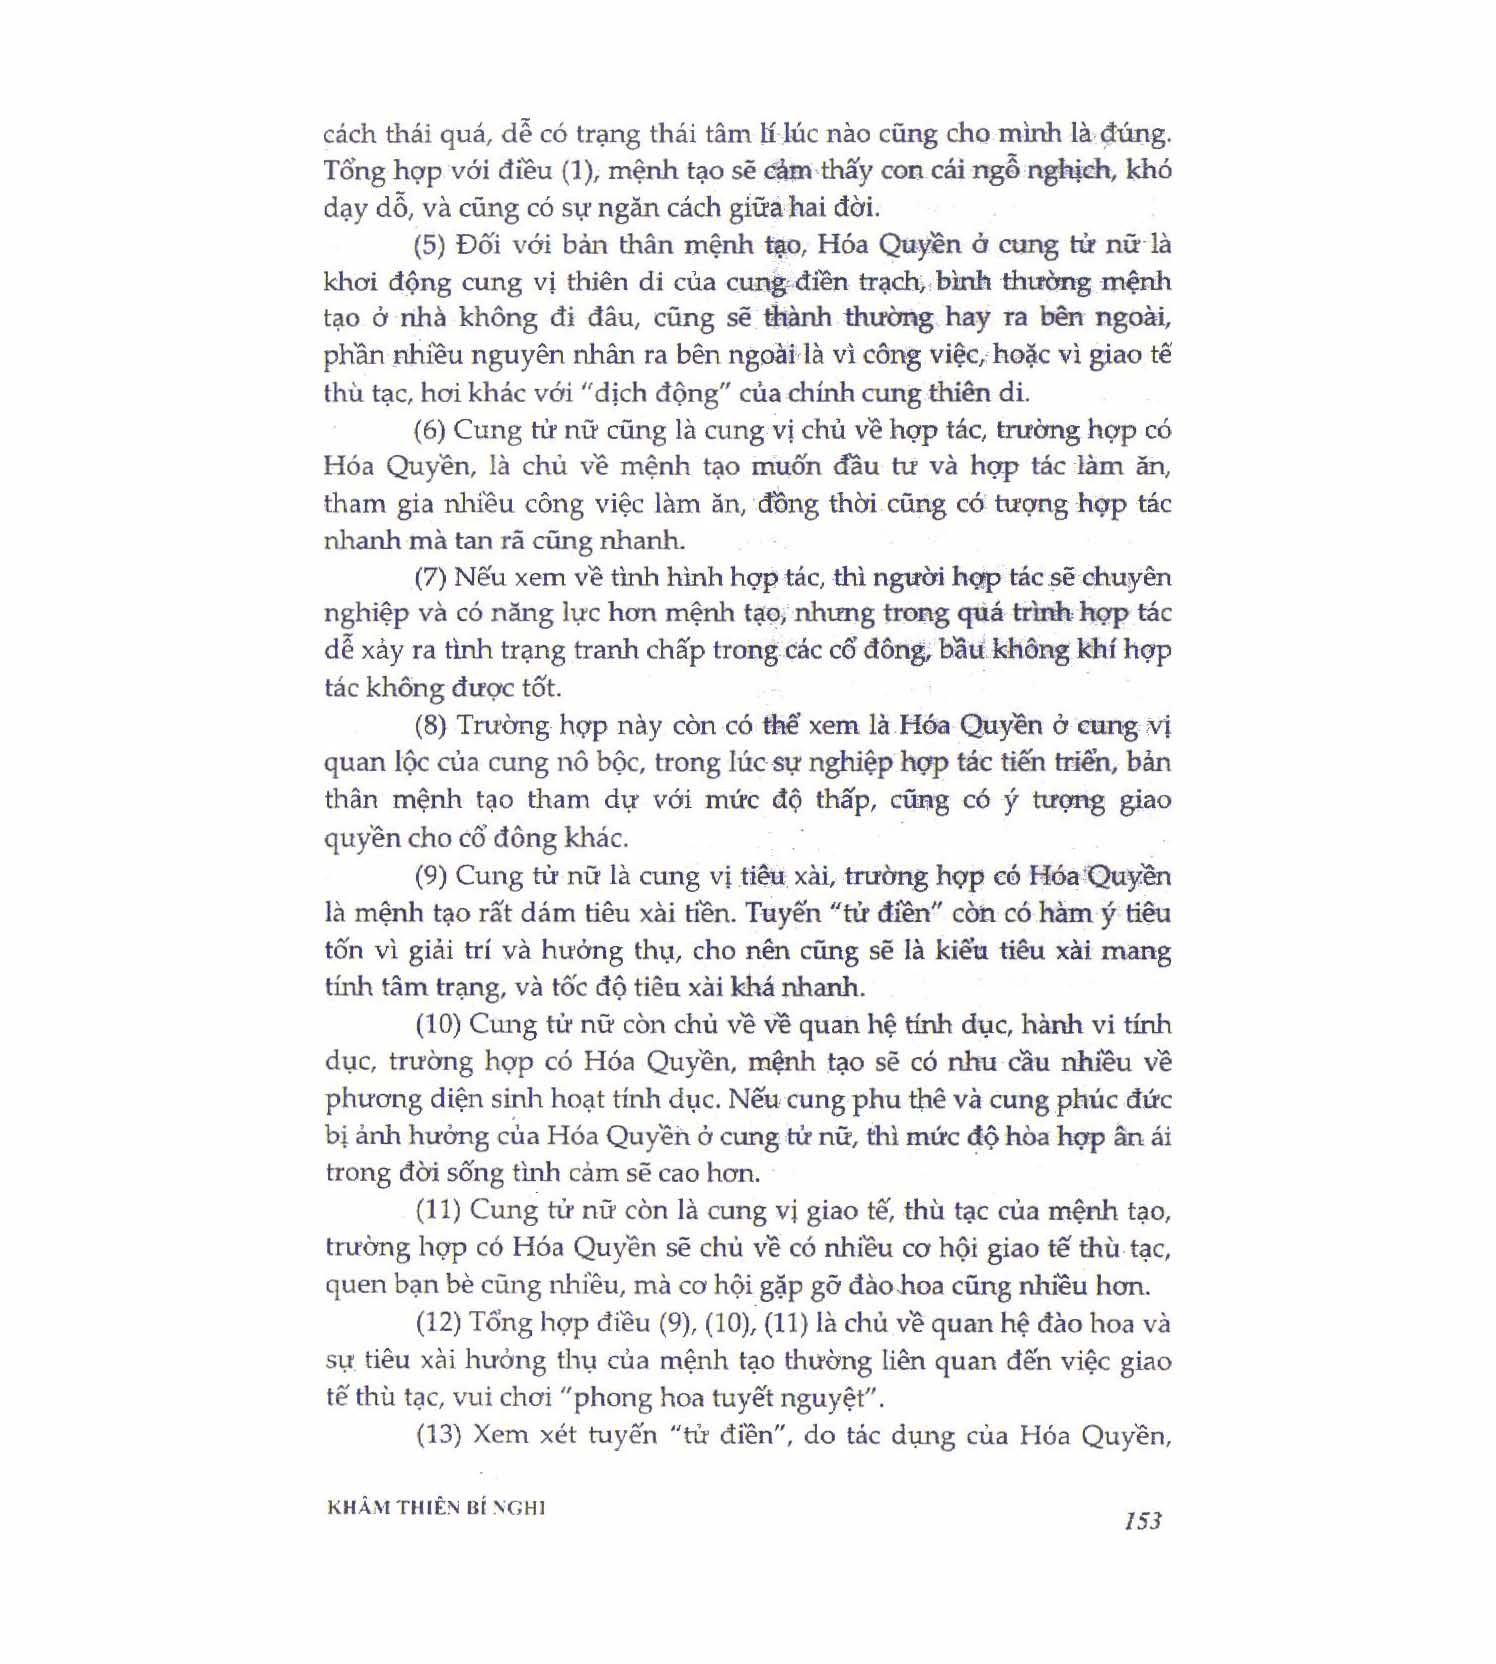 cách thái quá, dễ có trạng thái tâm lí lúc nào cũng cho mình là đúng.
Tổng hợp với điều (1), mệnh tạo sẽ cảm thấy con cái ngỗ nghịch, khó
dạy dỗ, và cũng có sự ngăn cách giữa hai đời.
(5) Đối với bản thân mệnh tạo, Hóa Quyền ở cung tử nữ là
khơi động cung vị thiên di của cung điền trạch, bình thường mệnh
tạo ở nhà không đi đâu, cũng sẽ thành thường hay ra bên ngoài,
phần nhiều nguyên nhân ra bên ngoài là vì công việc, hoặc vì giao tế
thù tạc, hơi khác với "dịch động" của chính cung thiên di.
(6) Cung tử nữ cũng là cung vị chủ về hợp tác, trường hợp có
Hóa Quyền, là chủ về mệnh tạo muốn đầu tư và hợp tác làm ăn,
tham gia nhiều công việc làm ăn, đồng thời cũng có tượng hợp tác
nhanh mà tan rã cũng nhanh.
(7) Nếu xem về tình hình hợp tác, thì người hợp tác sẽ chuyên
nghiệp và có năng lực hơn mệnh tạo, nhưng trong quá trình hợp tác
dễ xảy ra tình trạng tranh chấp trong các cổ đông, bầu không khí hợp
tác không được tốt.
(8) Trường hợp này còn có thể xem là Hóa Quyền ở cung vị
quan lộc của cung nô bộc, trong lúc sự nghiệp hợp tác tiến triển, bản
thân mệnh tạo tham dự với mức độ thấp, cũng có ý tượng giao
quyền cho cổ đông khác.
(9) Cung tử nữ là cung vị tiêu xài, trường hợp có Hóa Quyền
là mệnh tạo rất dám tiêu xài tiền. Tuyến "tử điền" còn có hàm ý tiêu
tốn vì giải trí và hưởng thụ, cho nên cũng sẽ là kiểu tiêu xài mang
tính tâm trạng, và tốc độ tiêu xài khá nhanh.
(10) Cung tử nữ còn chủ về về quan hệ tính dục, hành vi tính
dục, trường hợp có Hóa Quyền, mệnh tạo sẽ có nhu cầu nhiều về
phương diện sinh hoạt tính dục. Nếu cung phu thê và cung phúc đức
bị ảnh hưởng của Hóa Quyền ở cung tử nữ, thì mức độ hòa hợp ân ái
trong đời sống tình cảm sẽ cao hơn.
(11) Cung tử nữ còn là cung vị giao tế, thù tạc của mệnh tạo,
trường hợp có Hóa Quyền sẽ chủ về có nhiều cơ hội giao tế thù tạc,
quen bạn bè cũng nhiều, mà cơ hội gặp gỡ đào hoa cũng nhiều hơn.
(12) Tổng hợp điều (9), (10), (11) là chủ về quan hệ đào hoa và
sự tiêu xài hưởng thụ của mệnh tạo thường liên quan đến việc giao
tế thù tạc, vui chơi "phong hoa tuyết nguyệt".
(13) Xem xét tuyến "tử điền", do tác dụng của Hóa Quyền,
KHÂM THIÊN BÍ NGHI
153